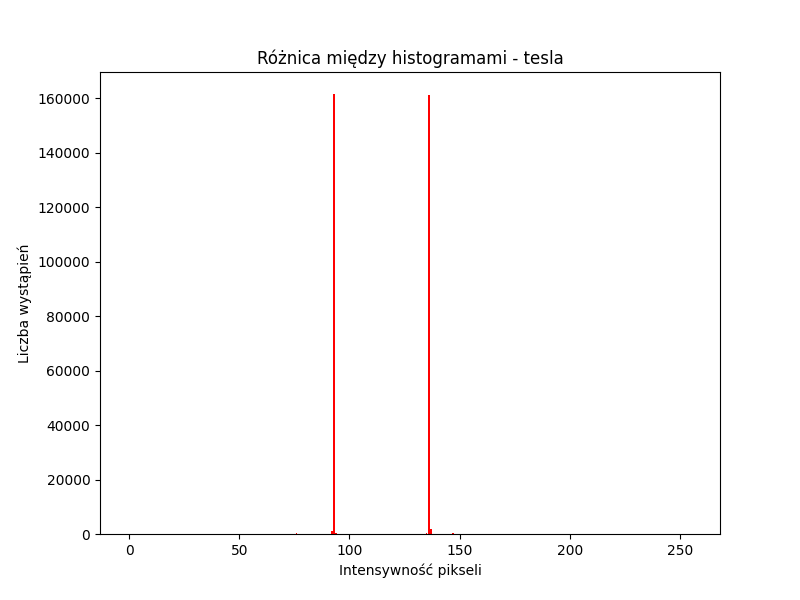 Różnica między histogramami - tesla
160000
140000
120000
100000
80000
60000
40000
20000
0
Liczba wystąpień
0 50 100 150 200 250
Intensywność pikseli